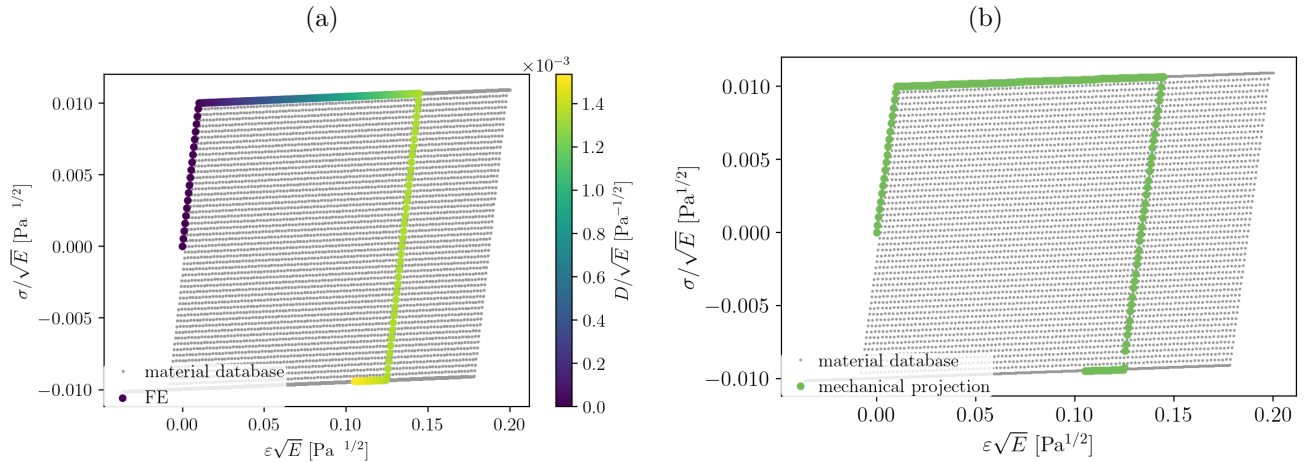 (a)
×10⁻³
0.010
0.005
0.000
−0.005
−0.010
σ/√E [Pa ^1/2]
material database
FE
0.00
0.05
0.10
0.15
0.20
ε√E [Pa ^1/2]
1.4
1.2
1.0
0.8
0.6
0.4
0.2
0.0
D/√E [Pa^−1/2]
(b)
0.010
0.005
0.000
−0.005
−0.010
σ/√E [Pa^1/2]
material database
mechanical projection
0.00
0.05
0.10
0.15
0.20
ε√E [Pa^1/2]